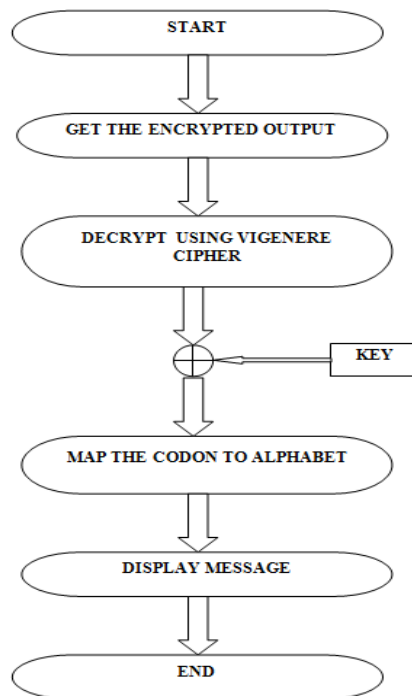 START
GET THE ENCRYPTED OUTPUT
DECRYPT USING VIGENERE
CIPHER
KEY
MAP THE CODON TO ALPHABET
DISPLAY MESSAGE
END